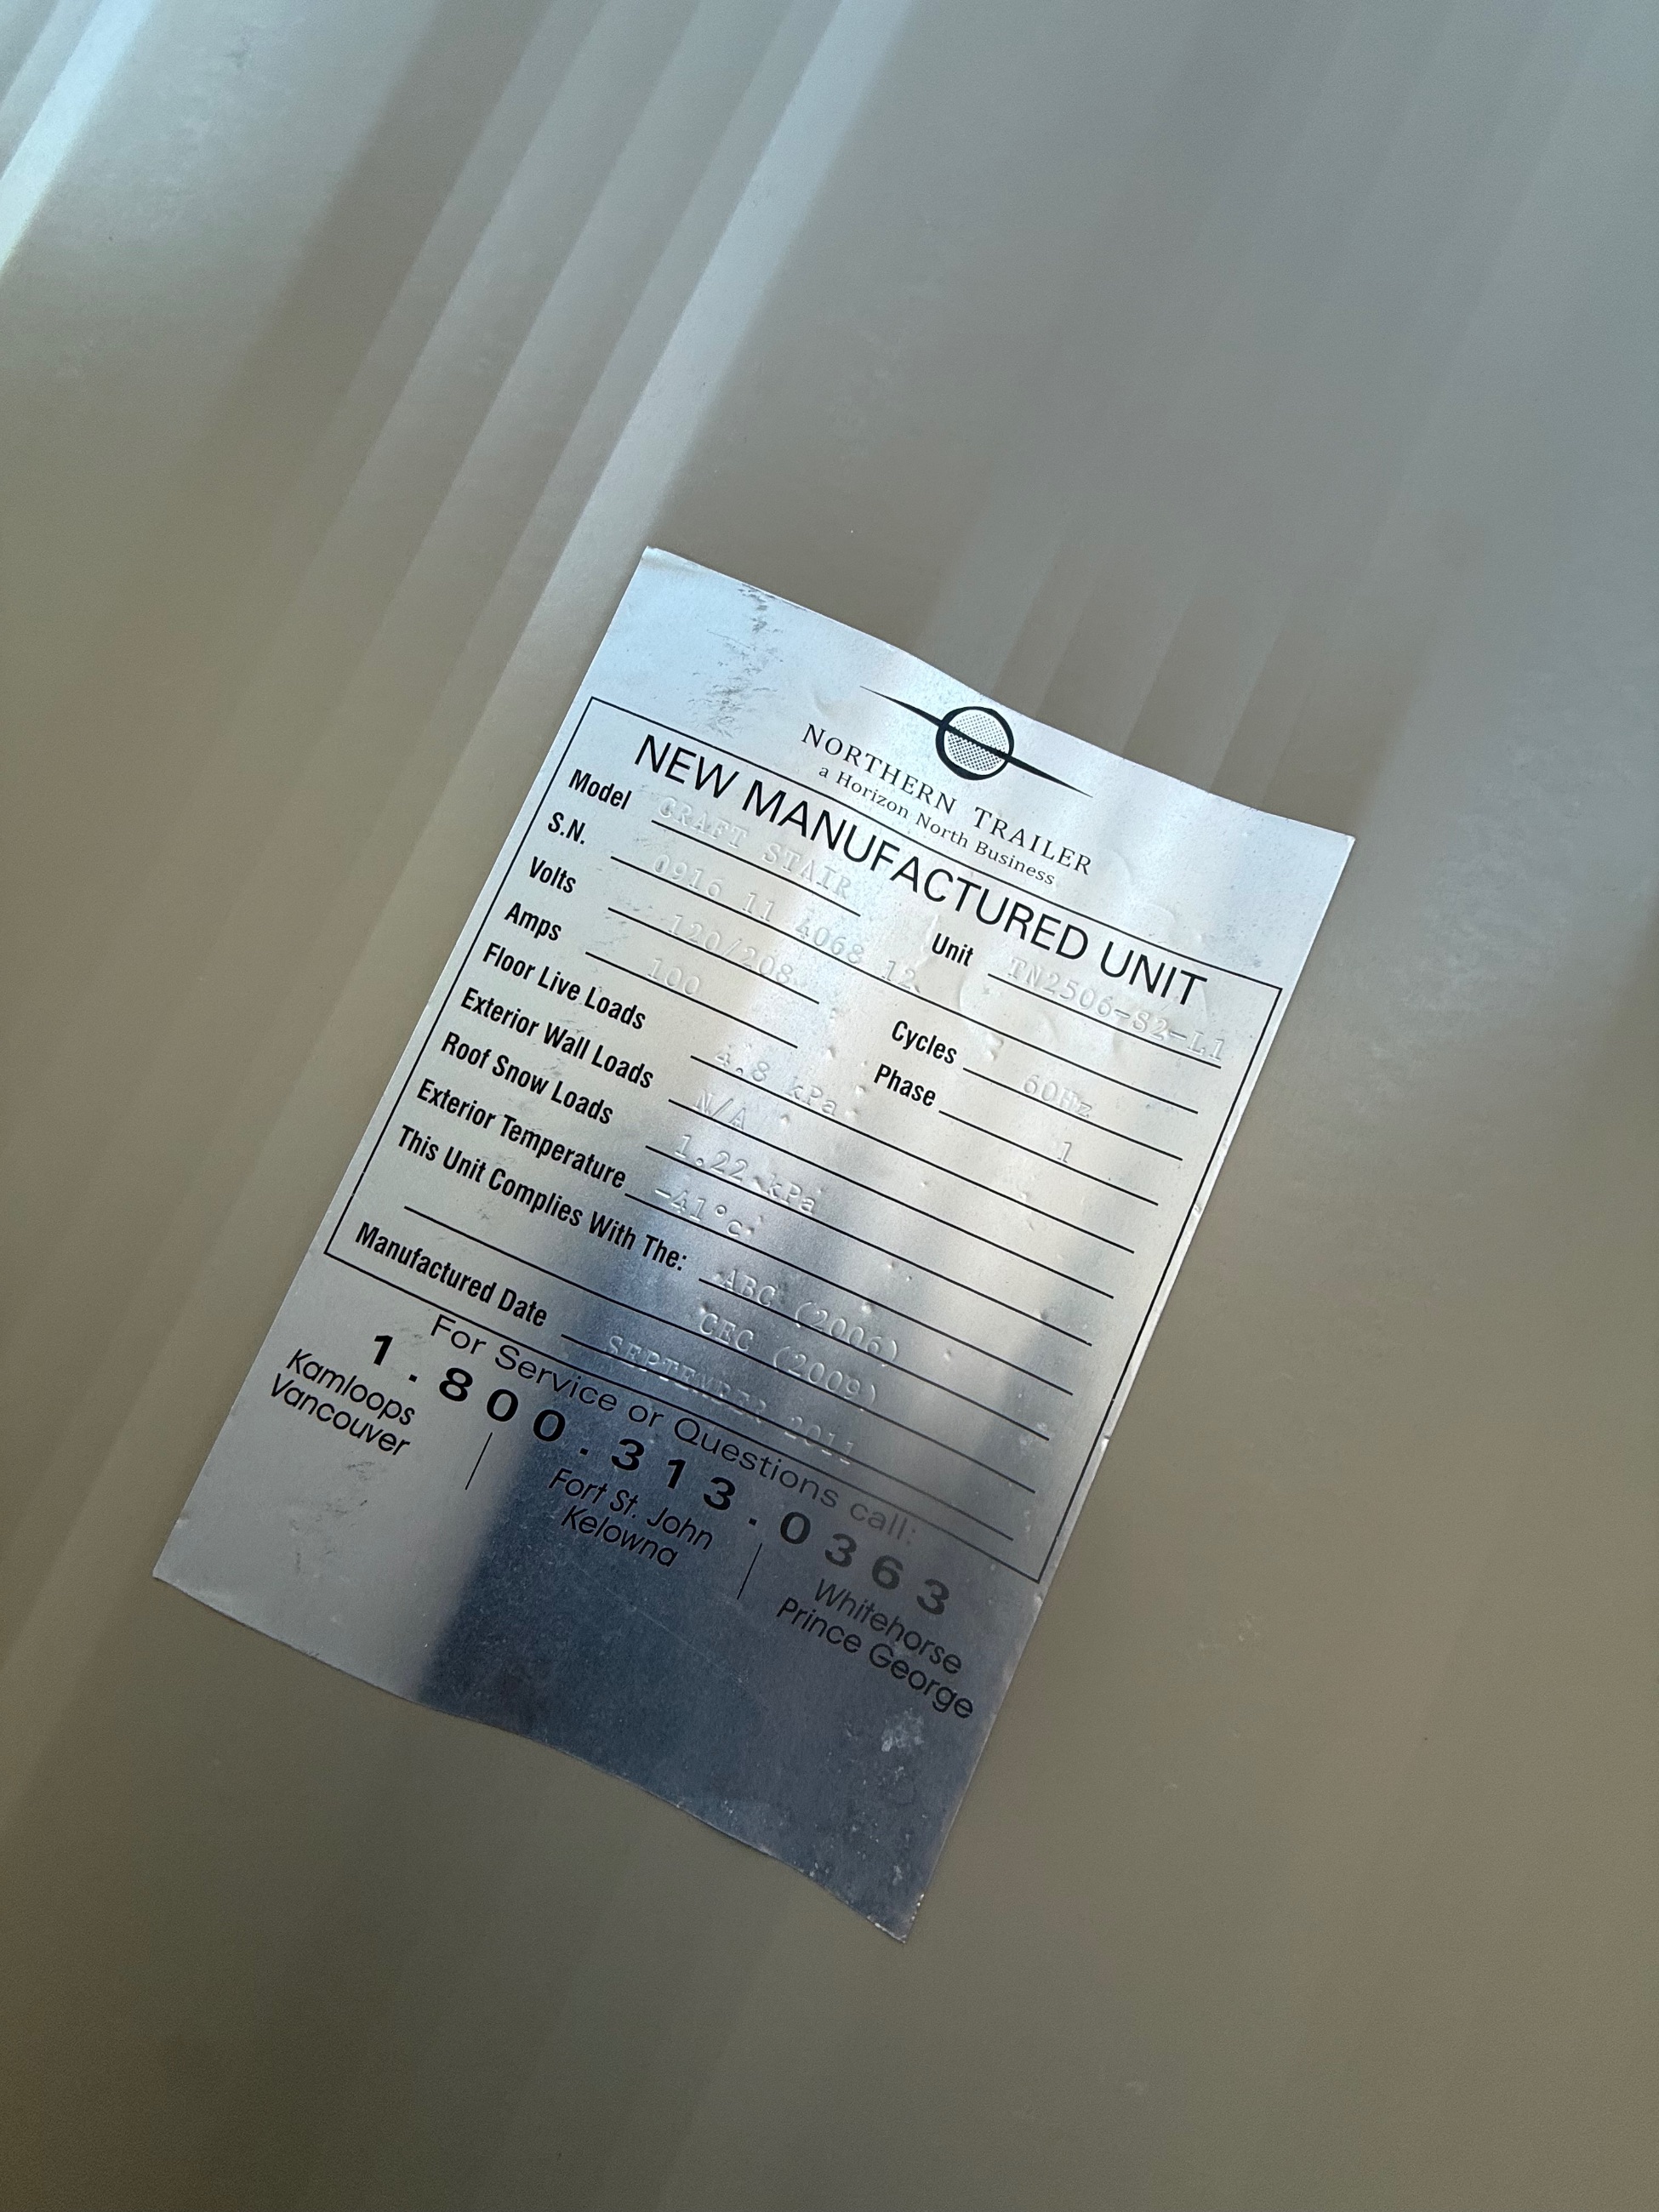 NORTHERN TRAILER
a Horizon North Business
NEW MANUFACTURED UNIT
Model CRAFT STAIR Unit TN2506-S2-L1
S.N. 0916 11 4068 12
Volts 120/208 Cycles 60Hz
Amps 100 Phase 1
Floor Live Loads 4.8 kPa
Exterior Wall Loads N/A
Roof Snow Loads 1.22 kPa
Exterior Temperature -41°c
This Unit Complies With The: ABC (2006)
CEC (2009)
Manufactured Date SEPTEMBER 2011
For Service or Questions call:
1.800.313.0363
Kamloops | Fort St. John | Whitehorse
Vancouver | Kelowna | Prince George